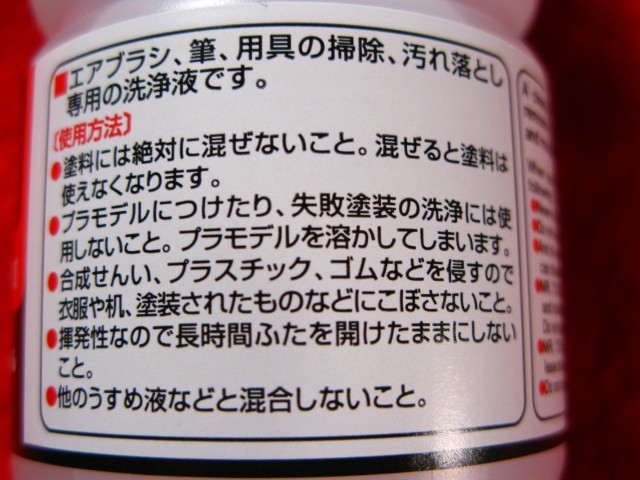 ■エアブラシ、筆、用具の掃除、汚れ落とし
専用の洗浄液です。
〔使用方法〕
●塗料には絶対に混ぜないこと。混ぜると塗料は
使えなくなります。
●プラモデルにつけたり、失敗塗装の洗浄には使
用しないこと。プラモデルを溶かしてしまいます。
●合成せんい、プラスチック、ゴムなどを侵すので
衣服や机、塗装されたものなどにこぼさないこと。
●揮発性なので長時間ふたを開けたままにしない
こと。
●他のうすめ液などと混合しないこと。